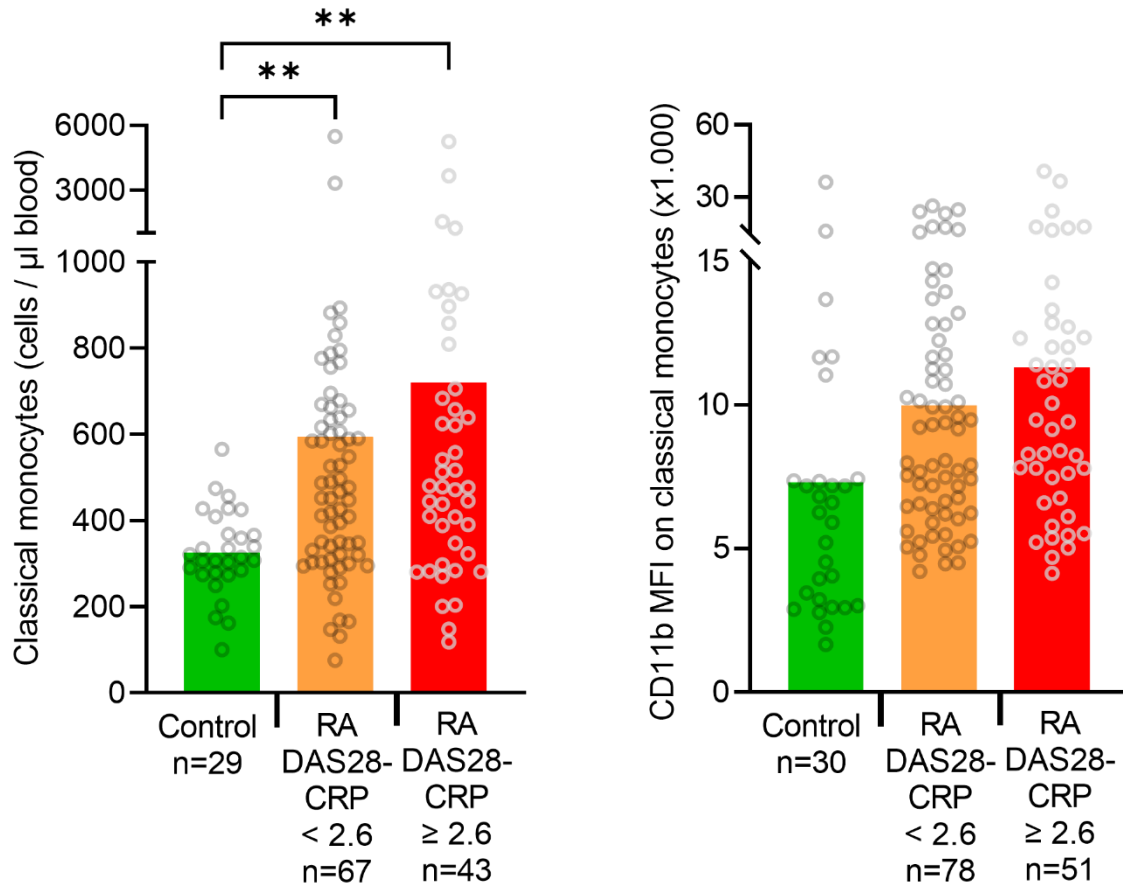 **
**
Classical monocytes (cells / µl blood)
6000
3000
1000
800
600
400
200
0
Control
n=29
RA
DAS28-
CRP
< 2.6
n=67
RA
DAS28-
CRP
≥ 2.6
n=43
CD11b MFI on classical monocytes (x1.000)
60
30
15
10
5
0
Control
n=30
RA
DAS28-
CRP
< 2.6
n=78
RA
DAS28-
CRP
≥ 2.6
n=51